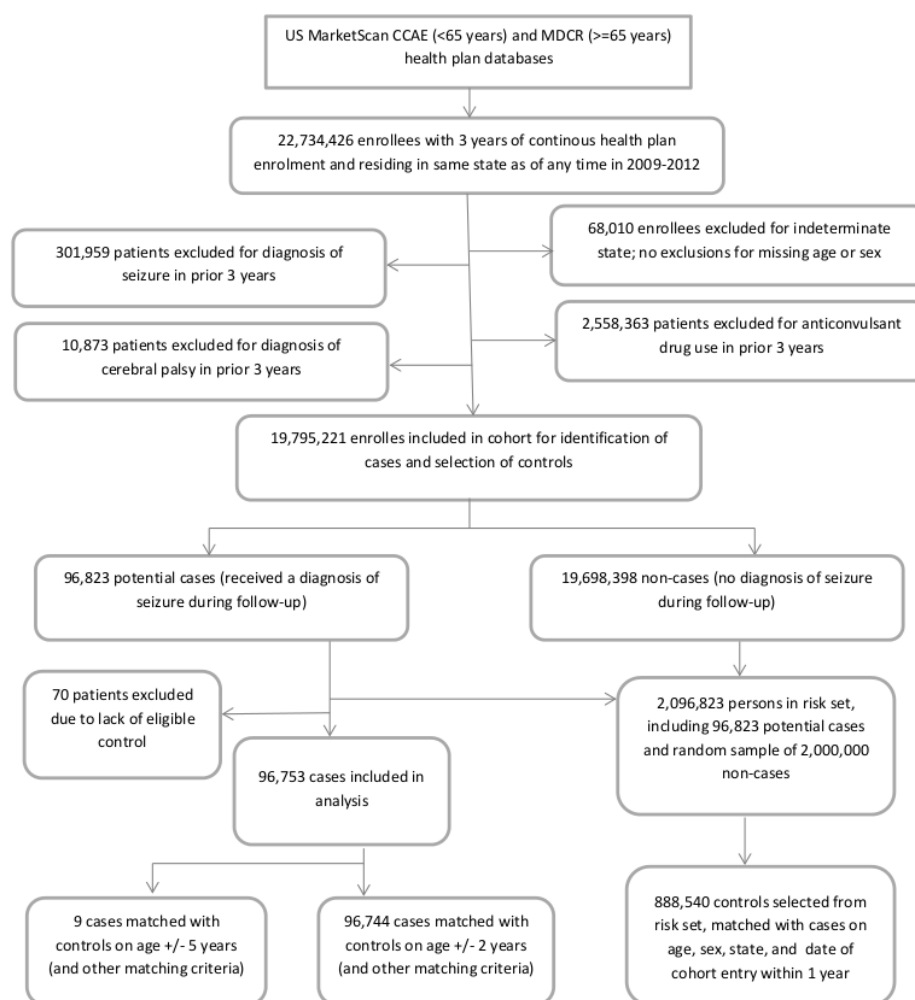 US MarketScan CCAE (<65 years) and MDCR (>=65 years)
health plan databases
22,734,426 enrollees with 3 years of continous health plan
enrolment and residing in same state as of any time in 2009-2012
68,010 enrollees excluded for indeterminate
state; no exclusions for missing age or sex
301,959 patients excluded for diagnosis of
seizure in prior 3 years
2,558,363 patients excluded for anticonvulsant
drug use in prior 3 years
10,873 patients excluded for diagnosis of
cerebral palsy in prior 3 years
19,795,221 enrolles included in cohort for identification of
cases and selection of controls
96,823 potential cases (received a diagnosis of
seizure during follow-up)
19,698,398 non-cases (no diagnosis of seizure
during follow-up)
70 patients excluded
due to lack of eligible
control
2,096,823 persons in risk set,
including 96,823 potential cases
and random sample of 2,000,000
non-cases
96,753 cases included in
analysis
9 cases matched with
controls on age +/- 5 years
(and other matching criteria)
96,744 cases matched with
controls on age +/- 2 years
(and other matching criteria)
888,540 controls selected from
risk set, matched with cases on
age, sex, state, and date of
cohort entry within 1 year